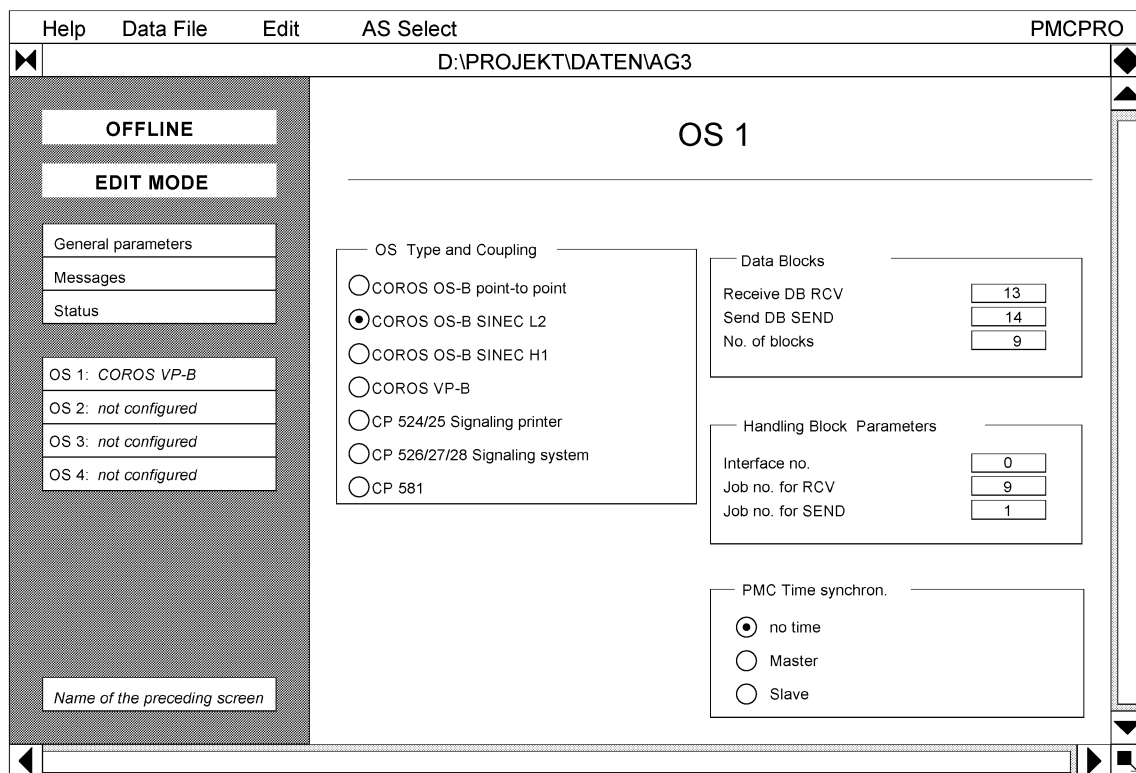 Help Data File Edit AS Select PMCPRO
D:\PROJEKT\DATEN\AG3
OFFLINE
EDIT MODE
General parameters
Messages
Status
OS 1: COROS VP-B
OS 2: not configured
OS 3: not configured
OS 4: not configured
Name of the preceding screen
OS 1
OS Type and Coupling
COROS OS-B point-to point
COROS OS-B SINEC L2
COROS OS-B SINEC H1
COROS VP-B
CP 524/25 Signaling printer
CP 526/27/28 Signaling system
CP 581
Data Blocks
Receive DB RCV 13
Send DB SEND 14
No. of blocks 9
Handling Block Parameters
Interface no. 0
Job no. for RCV 9
Job no. for SEND 1
PMC Time synchron.
no time
Master
Slave